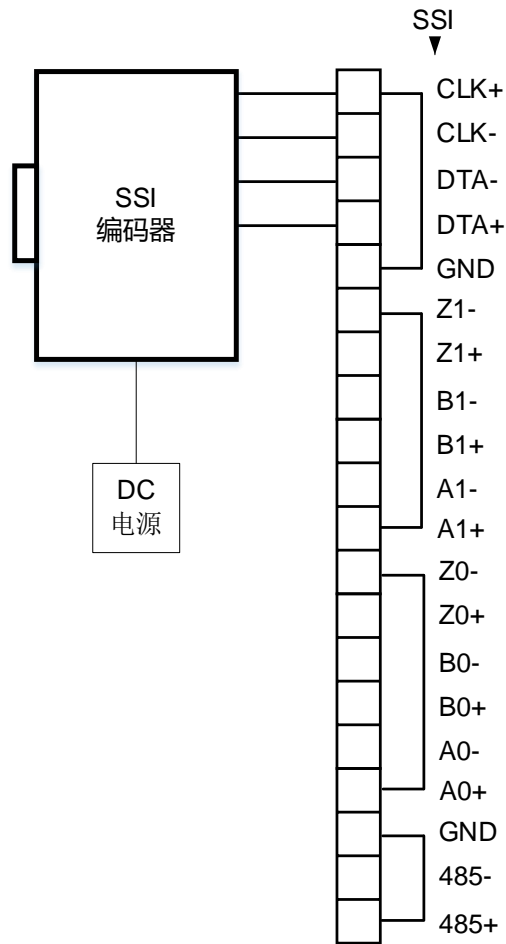 SSI
CLK+
CLK-
DTA-
DTA+
GND
Z1-
Z1+
B1-
B1+
A1-
A1+
Z0-
Z0+
B0-
B0+
A0-
A0+
GND
485-
485+
SSI
编码器
DC
电源